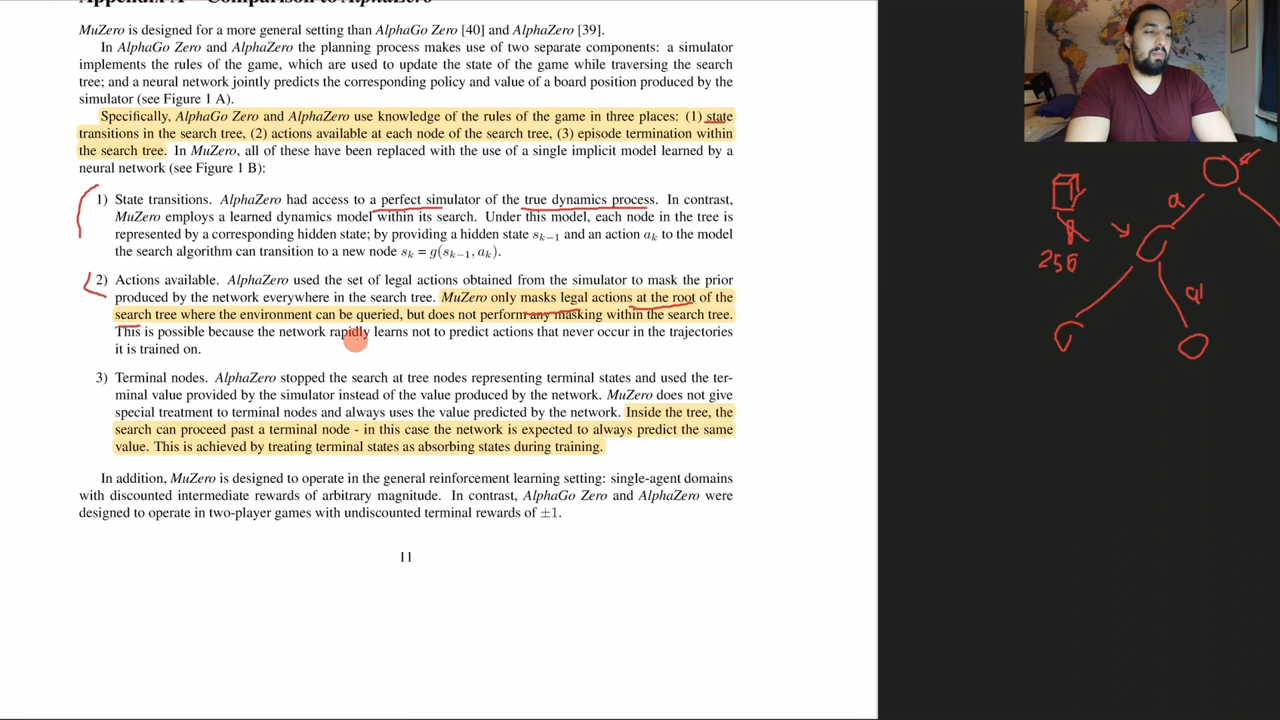 Appendix A Comparison to AlphaZero
MuZero is designed for a more general setting than AlphaGo Zero [40] and AlphaZero [39].
In AlphaGo Zero and AlphaZero the planning process makes use of two separate components: a simulator
implements the rules of the game, which are used to update the state of the game while traversing the search
tree; and a neural network jointly predicts the corresponding policy and value of a board position produced by the
simulator (see Figure 1 A).
Specifically, AlphaGo Zero and AlphaZero use knowledge of the rules of the game in three places: (1) state
transitions in the search tree, (2) actions available at each node of the search tree, (3) episode termination within
the search tree. In MuZero, all of these have been replaced with the use of a single implicit model learned by a
neural network (see Figure 1 B):
1) State transitions. AlphaZero had access to a perfect simulator of the true dynamics process. In contrast,
MuZero employs a learned dynamics model within its search. Under this model, each node in the tree is
represented by a corresponding hidden state; by providing a hidden state sk−1 and an action ak to the model
the search algorithm can transition to a new node sk = g(sk−1, ak).
2) Actions available. AlphaZero used the set of legal actions obtained from the simulator to mask the prior
produced by the network everywhere in the search tree. MuZero only masks legal actions at the root of the
search tree where the environment can be queried, but does not perform any masking within the search tree.
This is possible because the network rapidly learns not to predict actions that never occur in the trajectories
it is trained on.
3) Terminal nodes. AlphaZero stopped the search at tree nodes representing terminal states and used the ter-
minal value provided by the simulator instead of the value produced by the network. MuZero does not give
special treatment to terminal nodes and always uses the value predicted by the network. Inside the tree, the
search can proceed past a terminal node - in this case the network is expected to always predict the same
value. This is achieved by treating terminal states as absorbing states during training.
In addition, MuZero is designed to operate in the general reinforcement learning setting: single-agent domains
with discounted intermediate rewards of arbitrary magnitude. In contrast, AlphaGo Zero and AlphaZero were
designed to operate in two-player games with undiscounted terminal rewards of ±1.
11
a
256
a'